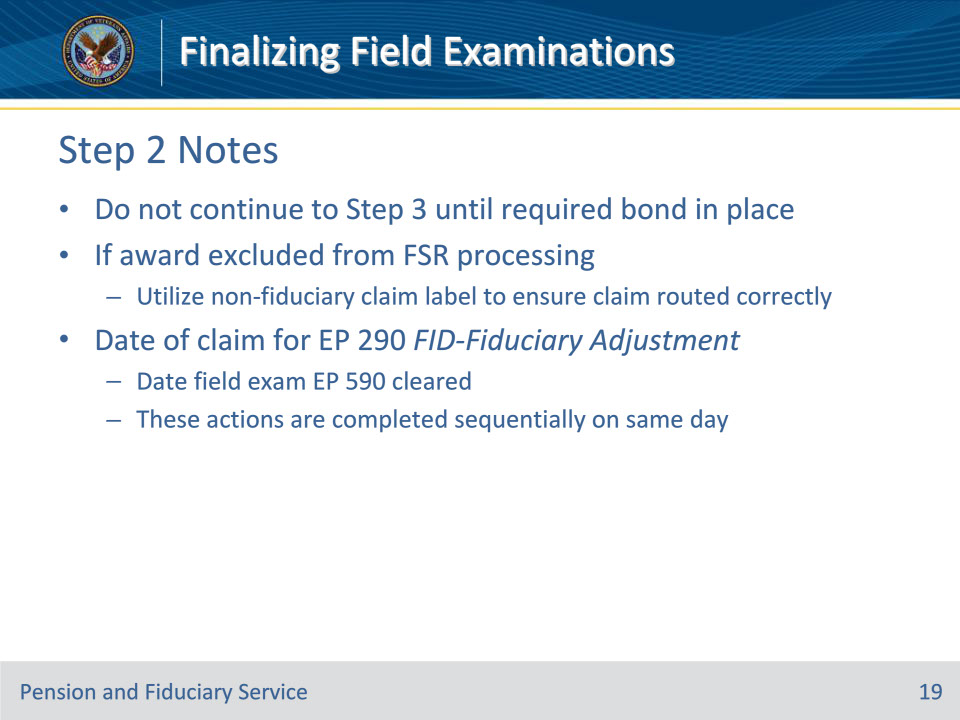 DEPARTMENT OF VETERANS AFFAIRS
UNITED STATES OF AMERICA
Finalizing Field Examinations
Step 2 Notes
• Do not continue to Step 3 until required bond in place
• If award excluded from FSR processing
– Utilize non-fiduciary claim label to ensure claim routed correctly
• Date of claim for EP 290 FID-Fiduciary Adjustment
– Date field exam EP 590 cleared
– These actions are completed sequentially on same day
Pension and Fiduciary Service
19